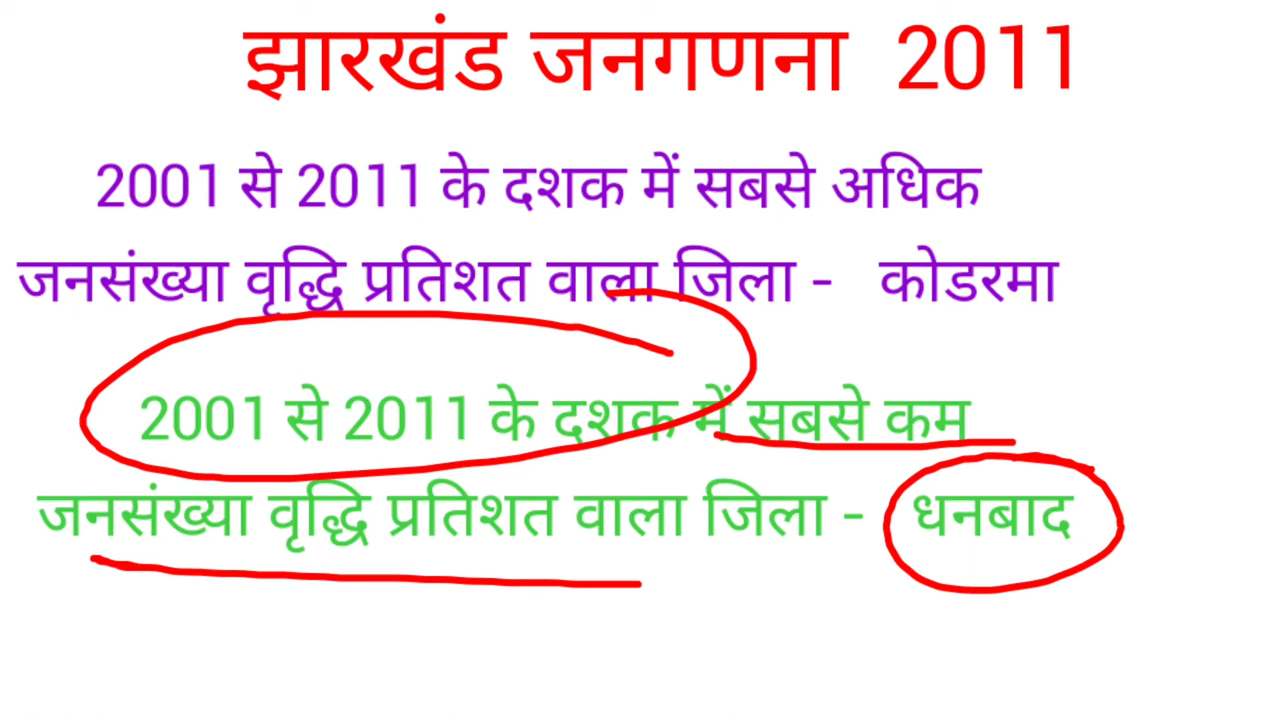 झारखंड जनगणना 2011
2001 से 2011 के दशक में सबसे अधिक
जनसंख्या वृद्धि प्रतिशत वाला जिला - कोडरमा
2001 से 2011 के दशक में सबसे कम
जनसंख्या वृद्धि प्रतिशत वाला जिला - धनबाद